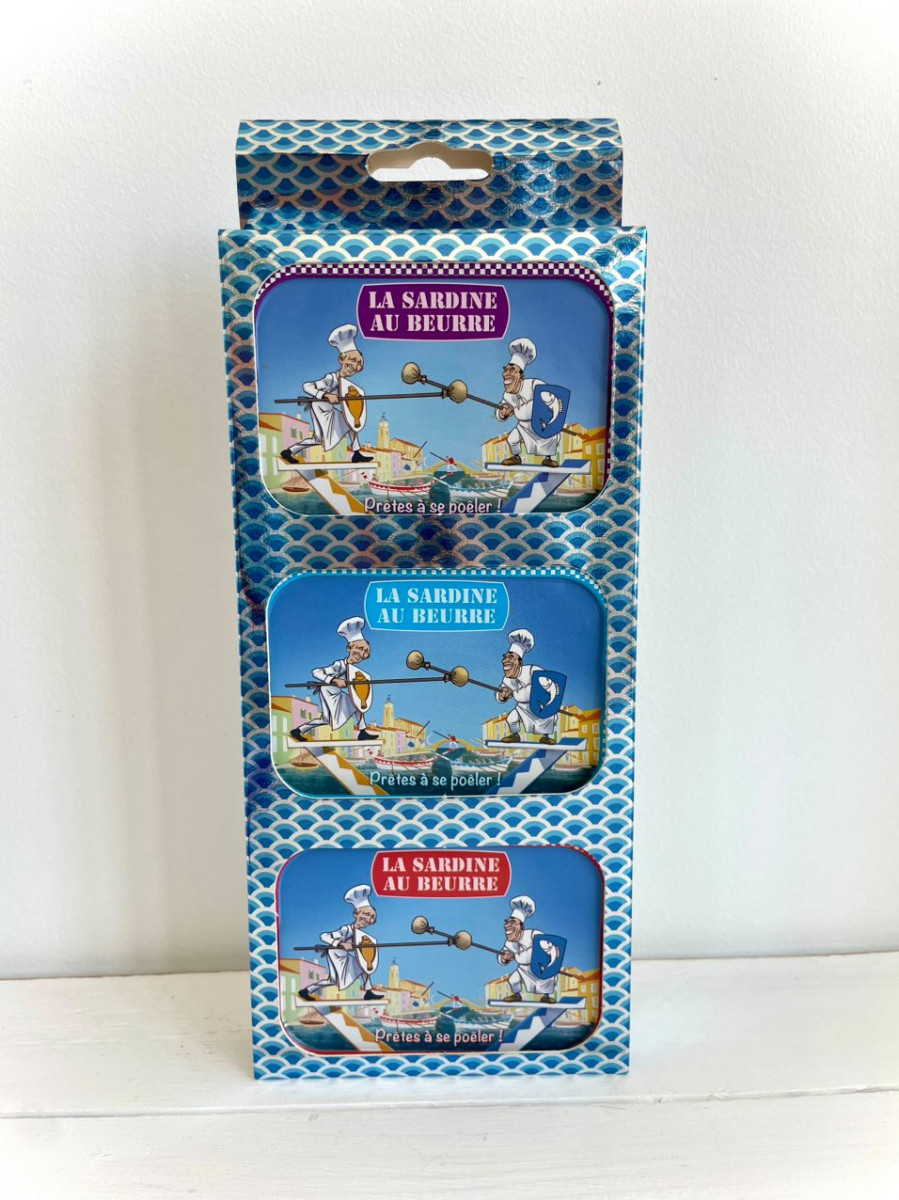 LA SARDINE
AU BEURRE
Prêtes à se poêler !
LA SARDINE
AU BEURRE
Prêtes à se poêler !
LA SARDINE
AU BEURRE
Prêtes à se poêler !